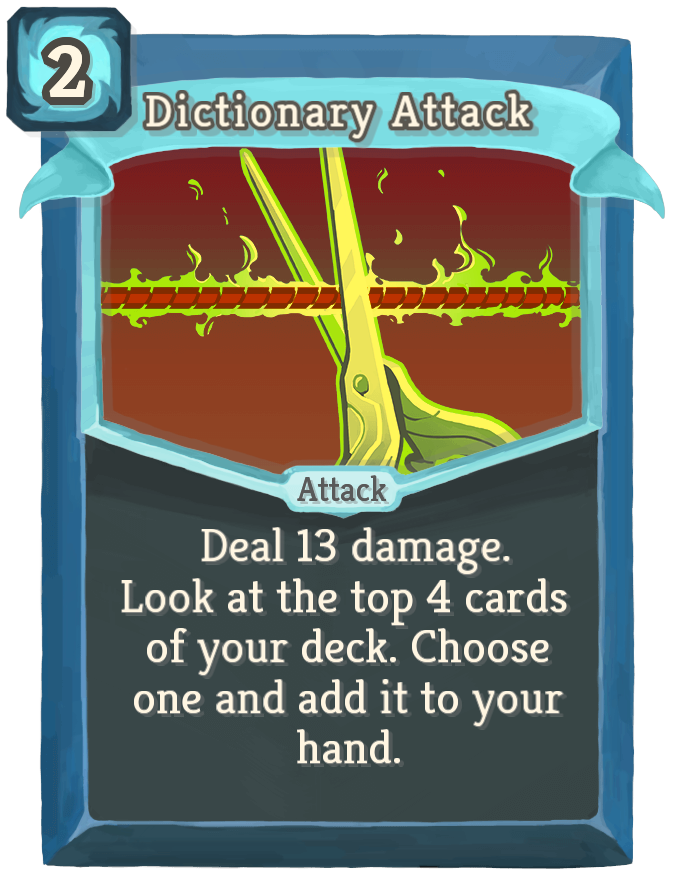 2
Dictionary Attack
Attack
Deal 13 damage.
Look at the top 4 cards
of your deck. Choose
one and add it to your
hand.